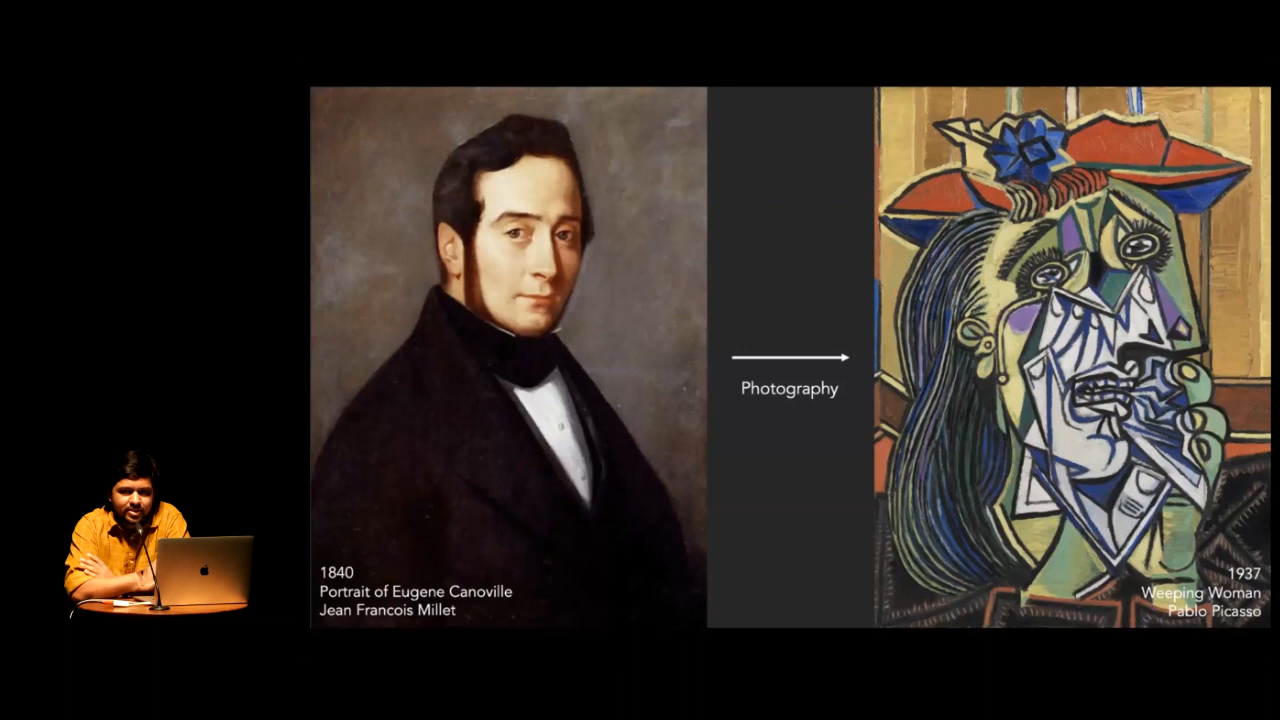 1840
Portrait of Eugene Canoville
Jean Francois Millet
Photography
1937
Weeping Woman
Pablo Picasso